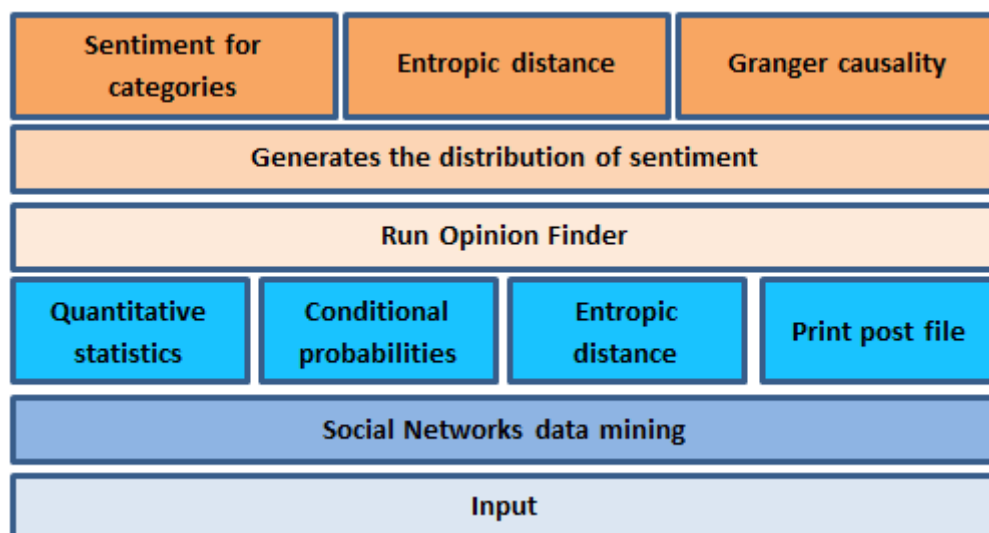 Sentiment for
categories
Entropic distance
Granger causality
Generates the distribution of sentiment
Run Opinion Finder
Quantitative
statistics
Conditional
probabilities
Entropic
distance
Print post file
Social Networks data mining
Input